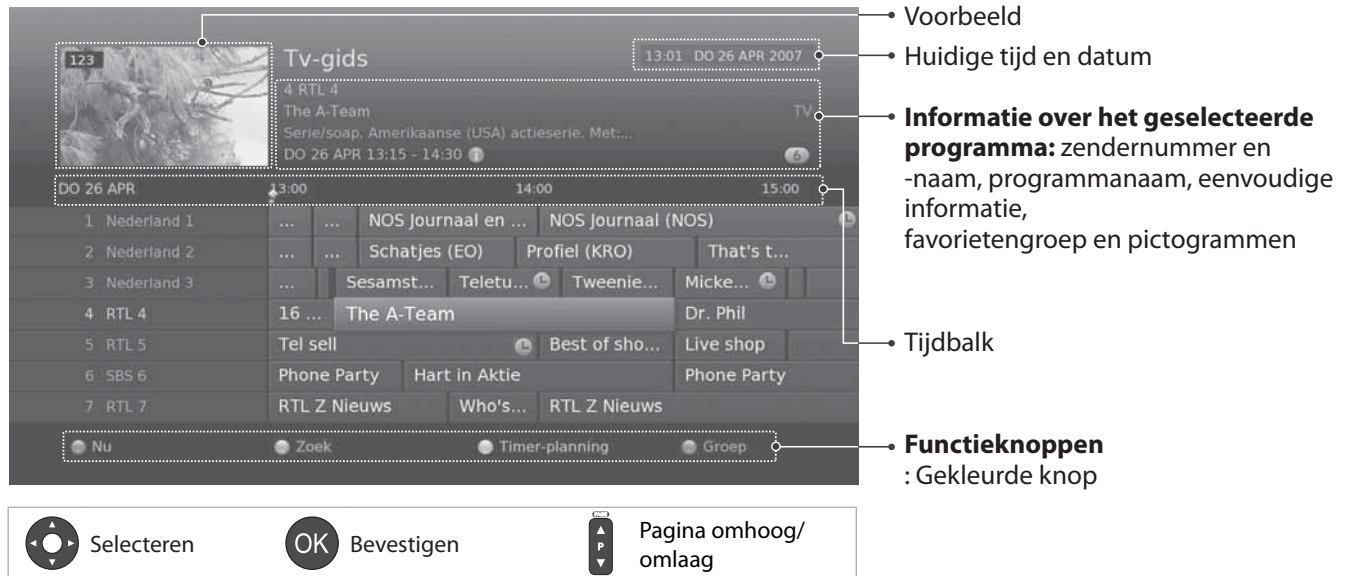 Voorbeeld
123
Tv-gids
13:01 DO 26 APR 2007
Huidige tijd en datum
4 RTL 4
The A-Team
TV
Serie/soap. Amerikaanse (USA) actieserie. Met:...
DO 26 APR 13:15 - 14:30
6
Informatie over het geselecteerde
programma: zendernummer en
-naam, programmanaam, eenvoudige
informatie,
favorietengroep en pictogrammen
DO 26 APR 13:00 14:00 15:00
1 Nederland 1 ... ... NOS Journaal en ... NOS Journaal (NOS)
2 Nederland 2 ... ... Schatjes (EO) Profiel (KRO) That's t...
3 Nederland 3 ... Sesamst... Teletu... Tweenie... Micke...
4 RTL 4 16 ... The A-Team Dr. Phil
5 RTL 5 Tel sell Best of sho... Live shop
Tijdbalk
6 SBS 6 Phone Party Hart in Aktie Phone Party
7 RTL 7 RTL Z Nieuws Who's... RTL Z Nieuws
Nu Zoek Timer-planning Groep
Functieknoppen
: Gekleurde knop
Selecteren
OK Bevestigen
P
Pagina omhoog/
omlaag